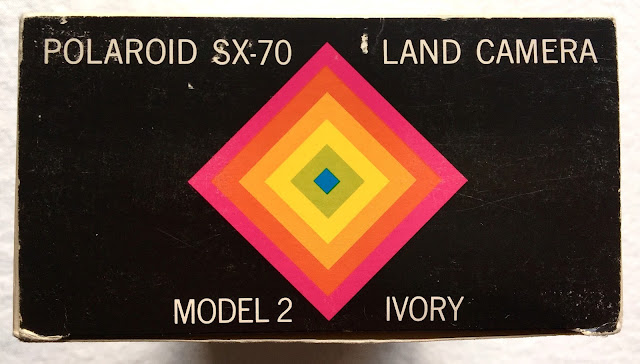 POLAROID SX-70 LAND CAMERA
MODEL 2 IVORY